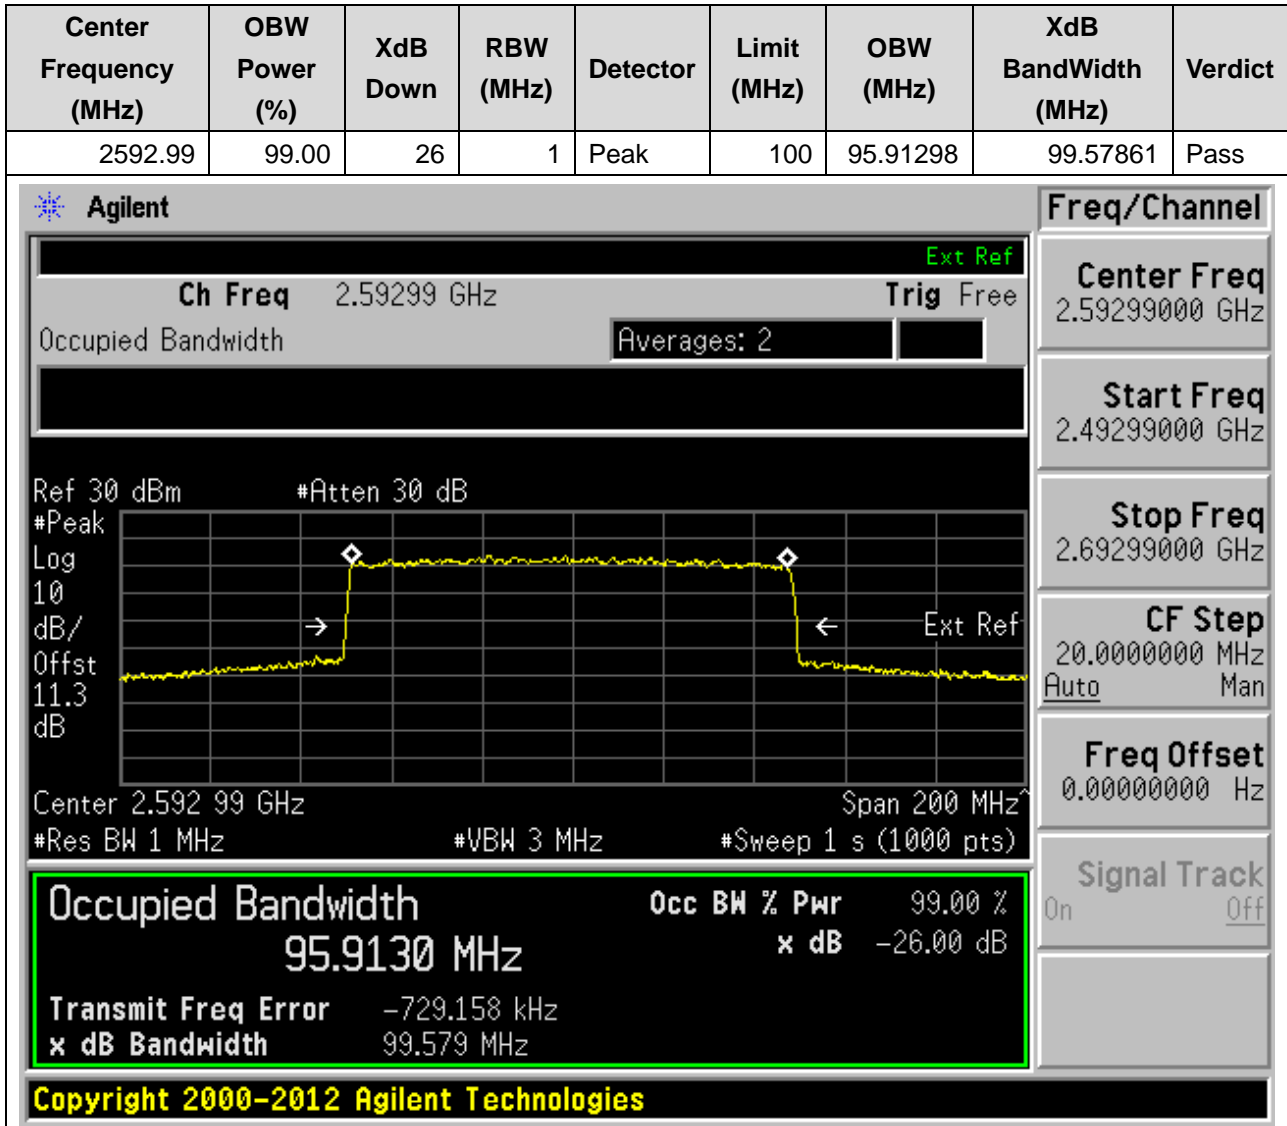 Center Frequency (MHz) OBW Power (%) XdB Down RBW (MHz) Detector Limit (MHz) OBW (MHz) XdB BandWidth (MHz) Verdict
2592.99 99.00 26 1 Peak 100 95.91298 99.57861 Pass
Agilent
Freq/Channel
Ext Ref
Ch Freq 2.59299 GHz Trig Free
Occupied Bandwidth Averages: 2
Ref 30 dBm #Atten 30 dB
#Peak
Log
10
dB/
Offst
11.3
dB
Ext Ref
Center 2.592 99 GHz Span 200 MHz^
#Res BW 1 MHz #VBW 3 MHz #Sweep 1 s (1000 pts)
Occupied Bandwidth
95.9130 MHz
Occ BW % Pwr 99.00 %
x dB -26.00 dB
Transmit Freq Error -729.158 kHz
x dB Bandwidth 99.579 MHz
Center Freq
2.59299000 GHz
Start Freq
2.49299000 GHz
Stop Freq
2.69299000 GHz
CF Step
20.0000000 MHz
Auto Man
Freq Offset
0.00000000 Hz
Signal Track
On Off
Copyright 2000-2012 Agilent Technologies